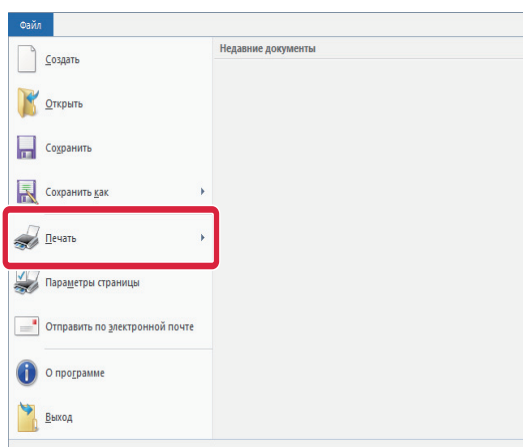 Файл
Недавние документы
Создать
Открыть
Сохранить
Сохранить как
Печать
Параметры страницы
Отправить по электронной почте
О программе
Выход